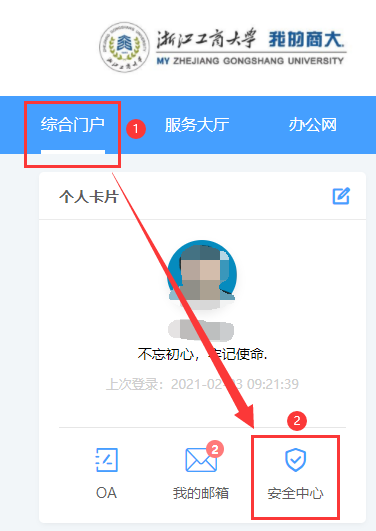 浙江工商大学 我的商大
MY ZHEJIANG GONGSHANG UNIVERSITY
综合门户 1 服务大厅 办公网
个人卡片
不忘初心，牢记使命.
上次登录：2021-02-23 09:21:39
2
2
OA 我的邮箱 安全中心